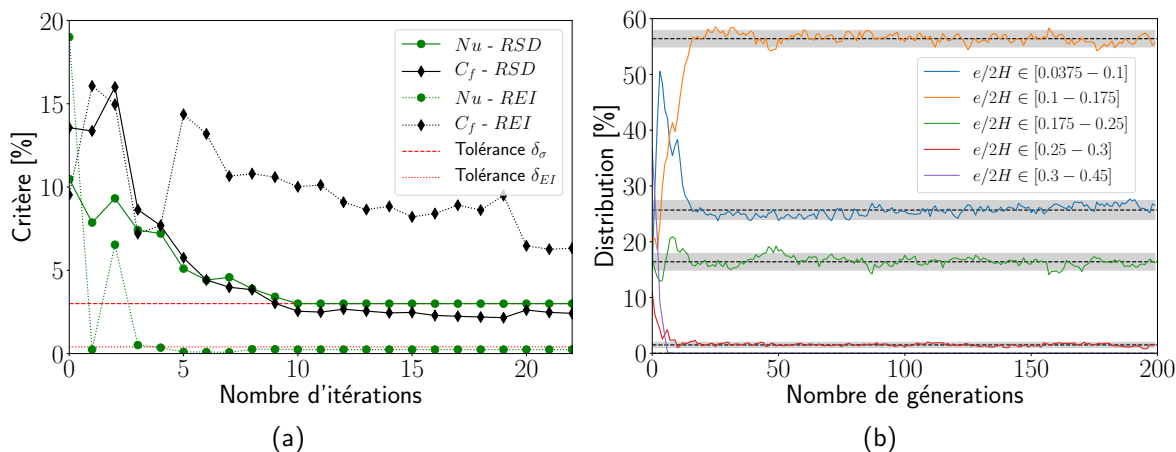 20
15
10
5
0
Critère [%]
Nu - RSD
C_f - RSD
Nu - REI
C_f - REI
Tolérance δ_σ
Tolérance δ_EI
0
5
10
15
20
Nombre d'itérations
(a)
60
50
40
30
20
10
0
Distribution [%]
e/2H ∈ [0.0375 − 0.1]
e/2H ∈ [0.1 − 0.175]
e/2H ∈ [0.175 − 0.25]
e/2H ∈ [0.25 − 0.3]
e/2H ∈ [0.3 − 0.45]
0
50
100
150
200
Nombre de génerations
(b)